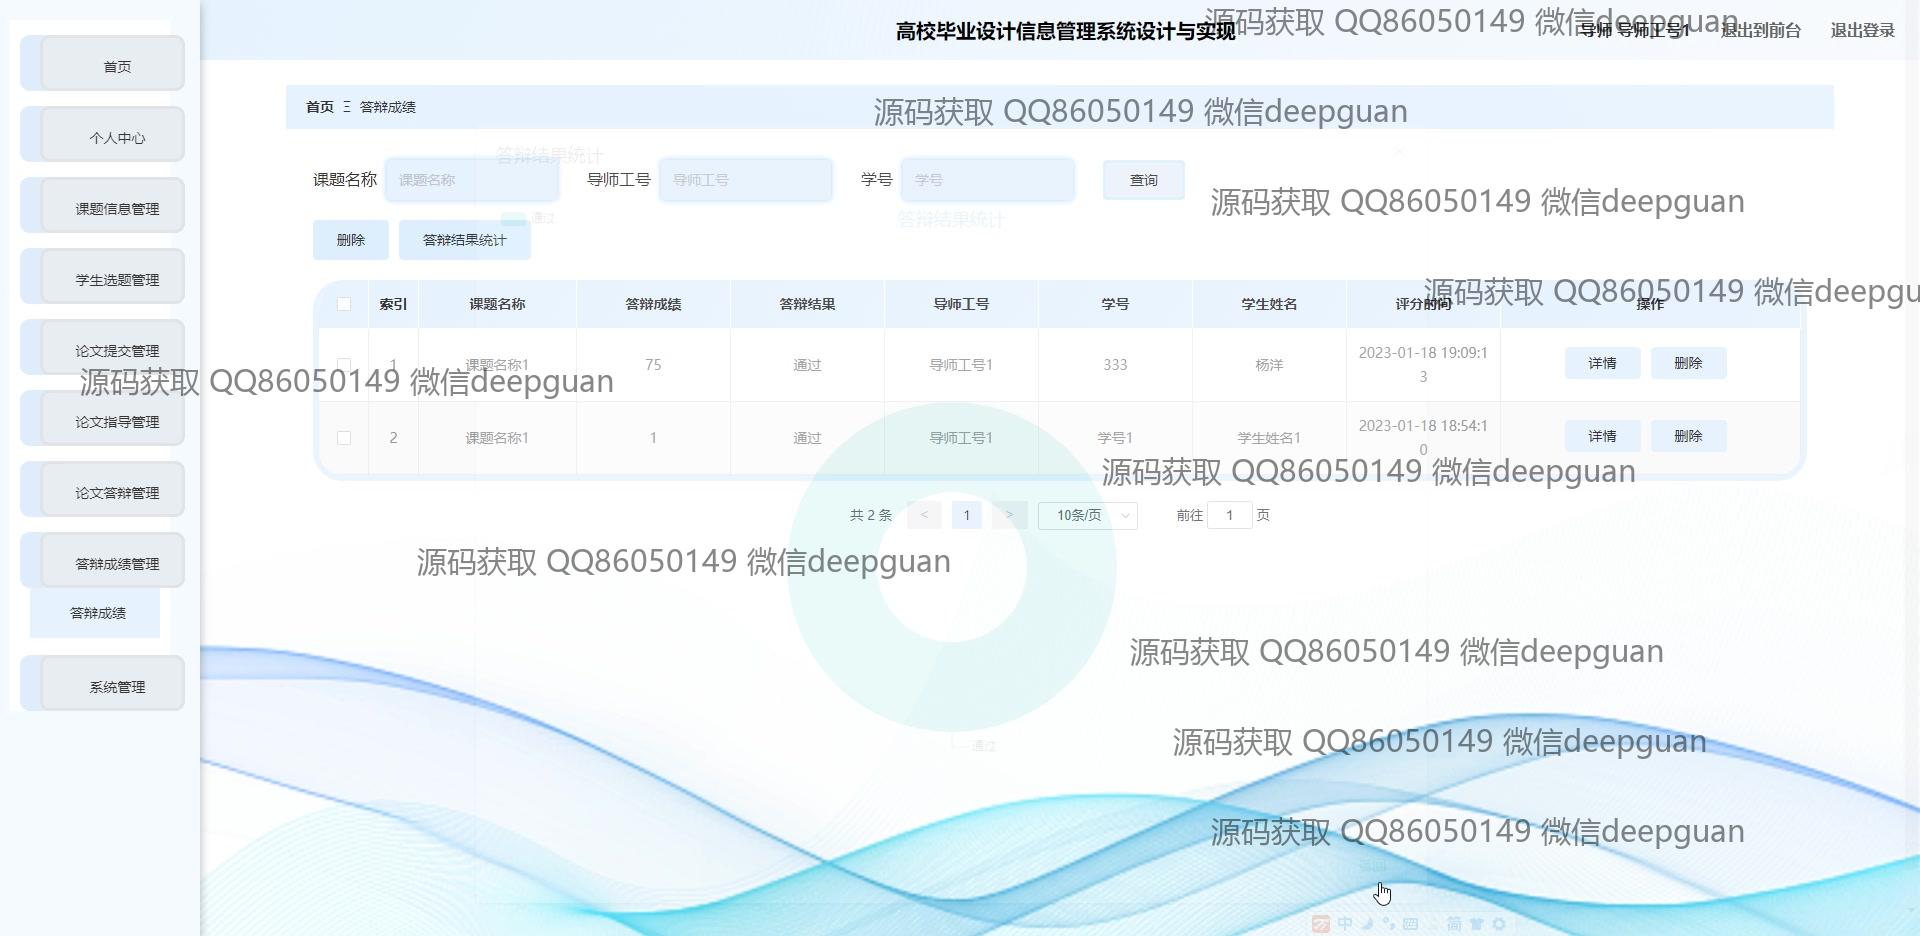 高校毕业设计信息管理系统设计与实现
导师 导师工号1
退出到前台
退出登录
源码获取 QQ86050149 微信deepguan
首页
个人中心
课题信息管理
学生选题管理
论文提交管理
论文指导管理
论文答辩管理
答辩成绩管理
答辩成绩
系统管理
首页 Ξ 答辩成绩
源码获取 QQ86050149 微信deepguan
答辩结果统计
课题名称 课题名称 导师工号 导师工号 学号 学号 查询
源码获取 QQ86050149 微信deepguan
通过
答辩结果统计
删除 答辩结果统计
索引 课题名称 答辩成绩 答辩结果 导师工号 学号 学生姓名 评分时间 操作
源码获取 QQ86050149 微信deepgu
1 课题名称1 75 通过 导师工号1 333 杨洋 2023-01-18 19:09:13 详情 删除
源码获取 QQ86050149 微信deepguan
2 课题名称1 1 通过 导师工号1 学号1 学生姓名1 2023-01-18 18:54:10 详情 删除
源码获取 QQ86050149 微信deepguan
共 2 条 < 1 > 10条/页 前往 1 页
源码获取 QQ86050149 微信deepguan
源码获取 QQ86050149 微信deepguan
通过
源码获取 QQ86050149 微信deepguan
源码获取 QQ86050149 微信deepguan
返回
中 简